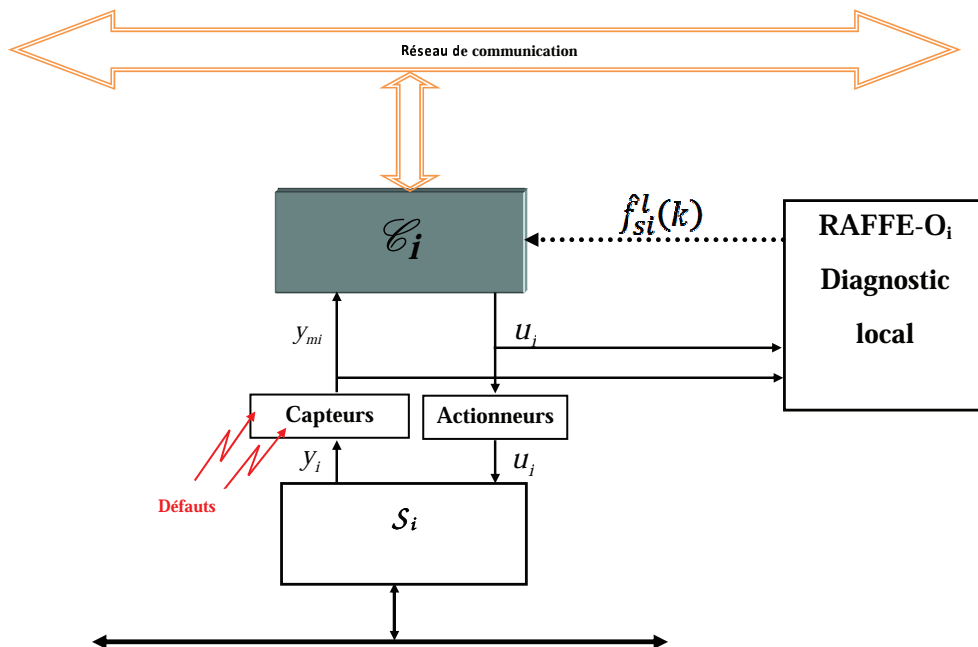 Réseau de communication
𝒞i
f̂ˡsi(k)
RAFFE-Oi
Diagnostic
local
ymi
ui
Capteurs
Actionneurs
yi
ui
Défauts
Si